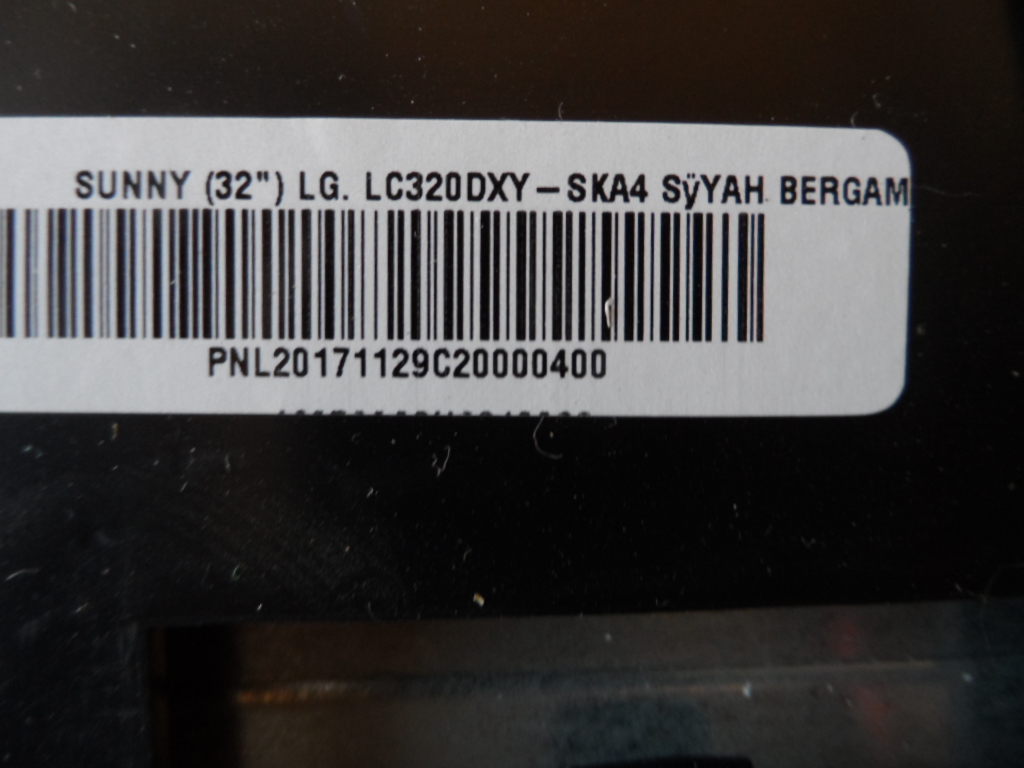 SUNNY (32") LG. LC320DXY-SKA4 SÿYAH BERGAM
PNL20171129C20000400